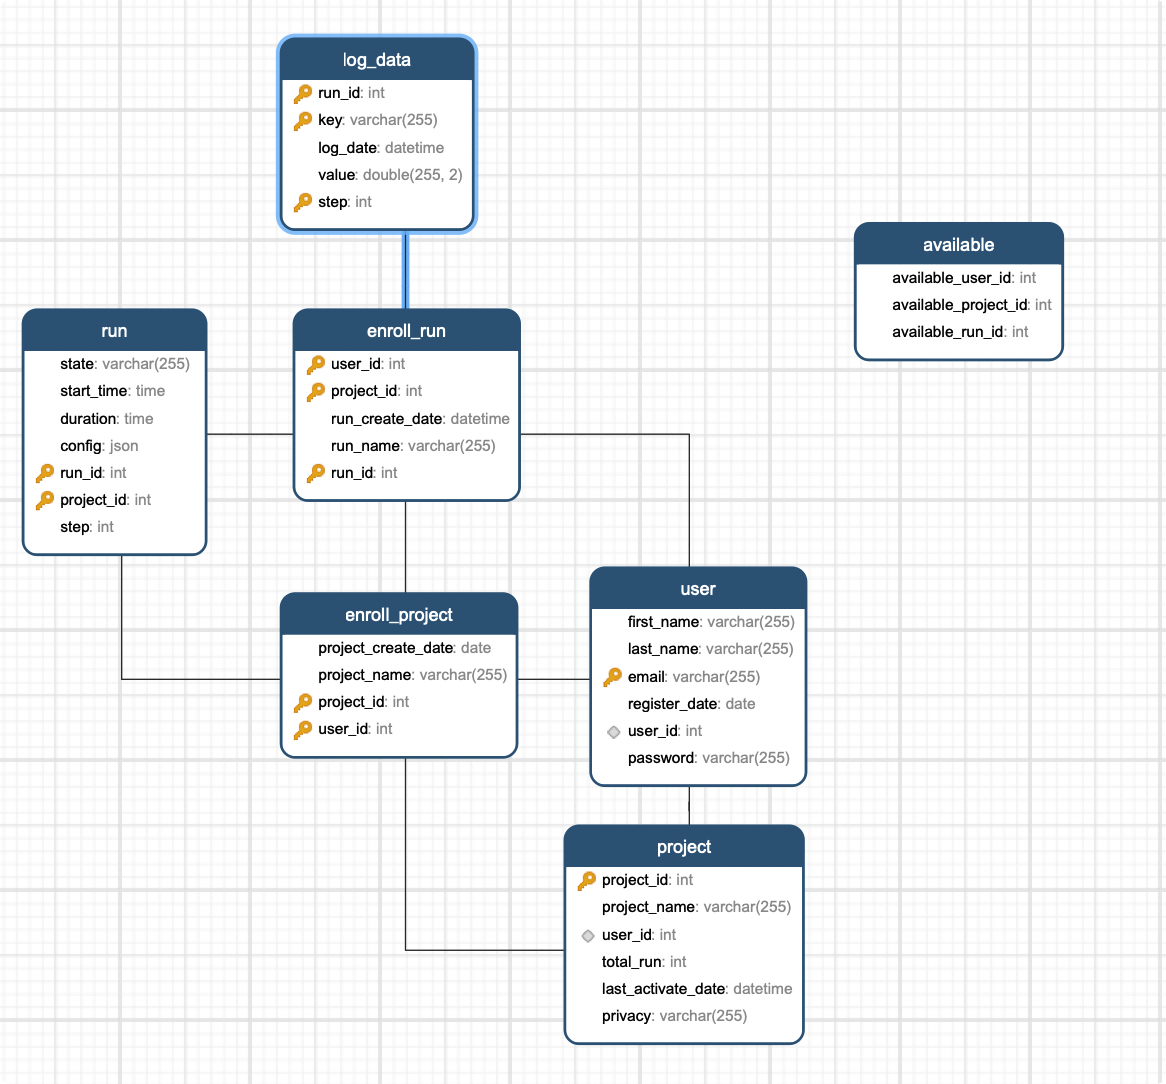 log_data
run_id: int
key: varchar(255)
log_date: datetime
value: double(255, 2)
step: int
available
available_user_id: int
available_project_id: int
available_run_id: int
run
state: varchar(255)
start_time: time
duration: time
config: json
run_id: int
project_id: int
step: int
enroll_run
user_id: int
project_id: int
run_create_date: datetime
run_name: varchar(255)
run_id: int
enroll_project
project_create_date: date
project_name: varchar(255)
project_id: int
user_id: int
user
first_name: varchar(255)
last_name: varchar(255)
email: varchar(255)
register_date: date
user_id: int
password: varchar(255)
project
project_id: int
project_name: varchar(255)
user_id: int
total_run: int
last_activate_date: datetime
privacy: varchar(255)